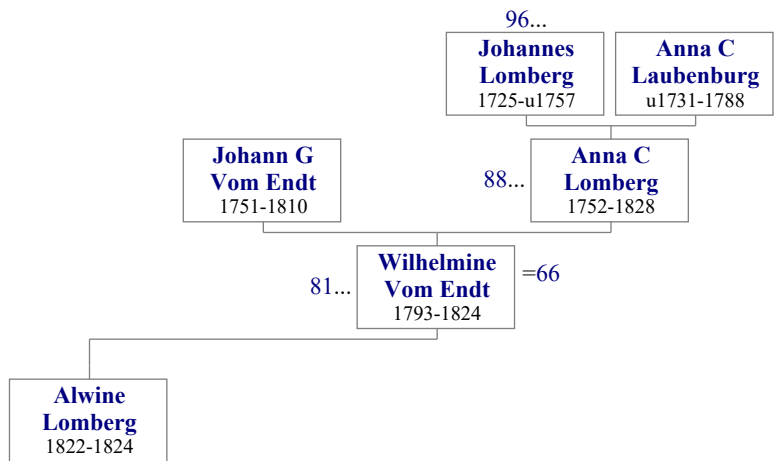 96...
Johannes
Lomberg
1725-u1757
Anna C
Laubenburg
u1731-1788
Johann G
Vom Endt
1751-1810
88...
Anna C
Lomberg
1752-1828
81...
Wilhelmine
Vom Endt
1793-1824
=66
Alwine
Lomberg
1822-1824